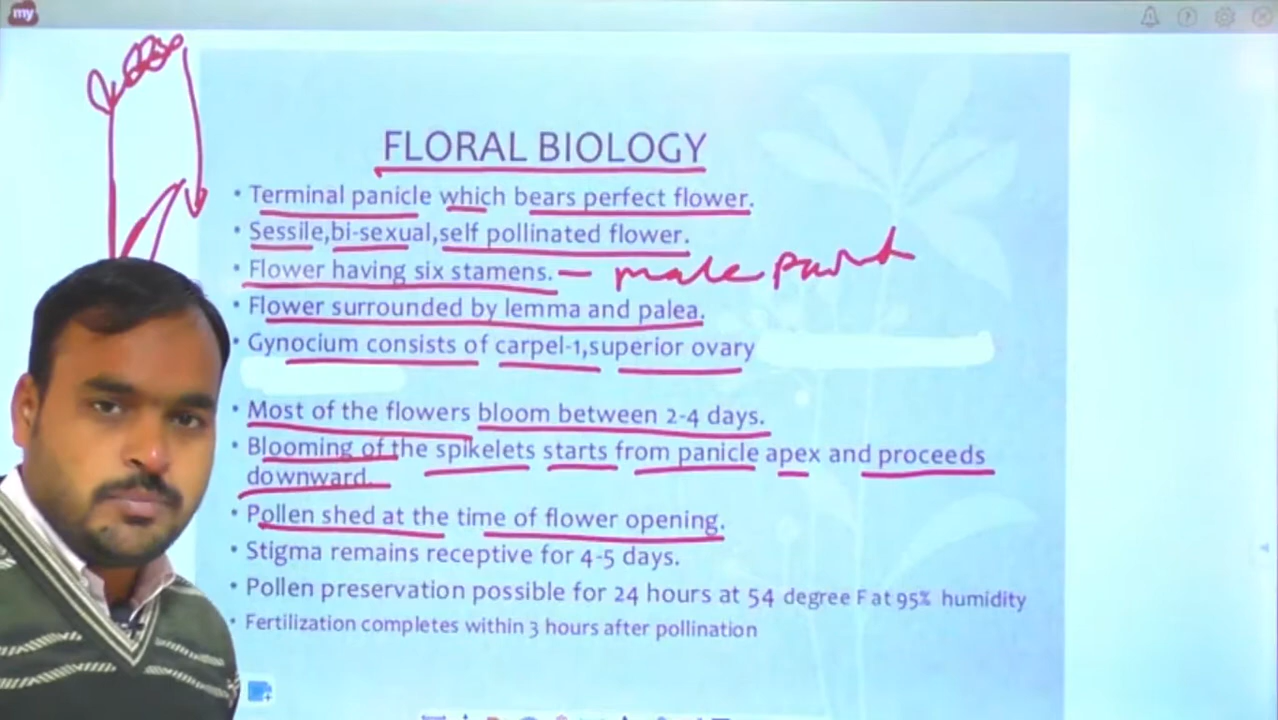 my
FLORAL BIOLOGY
• Terminal panicle which bears perfect flower.
• Sessile,bi-sexual,self pollinated flower.
• Flower having six stamens. — male part
• Flower surrounded by lemma and palea.
• Gynocium consists of carpel-1,superior ovary
• Most of the flowers bloom between 2-4 days.
• Blooming of the spikelets starts from panicle apex and proceeds
downward.
• Pollen shed at the time of flower opening.
• Stigma remains receptive for 4-5 days.
• Pollen preservation possible for 24 hours at 54 degree F at 95% humidity
• Fertilization completes within 3 hours after pollination